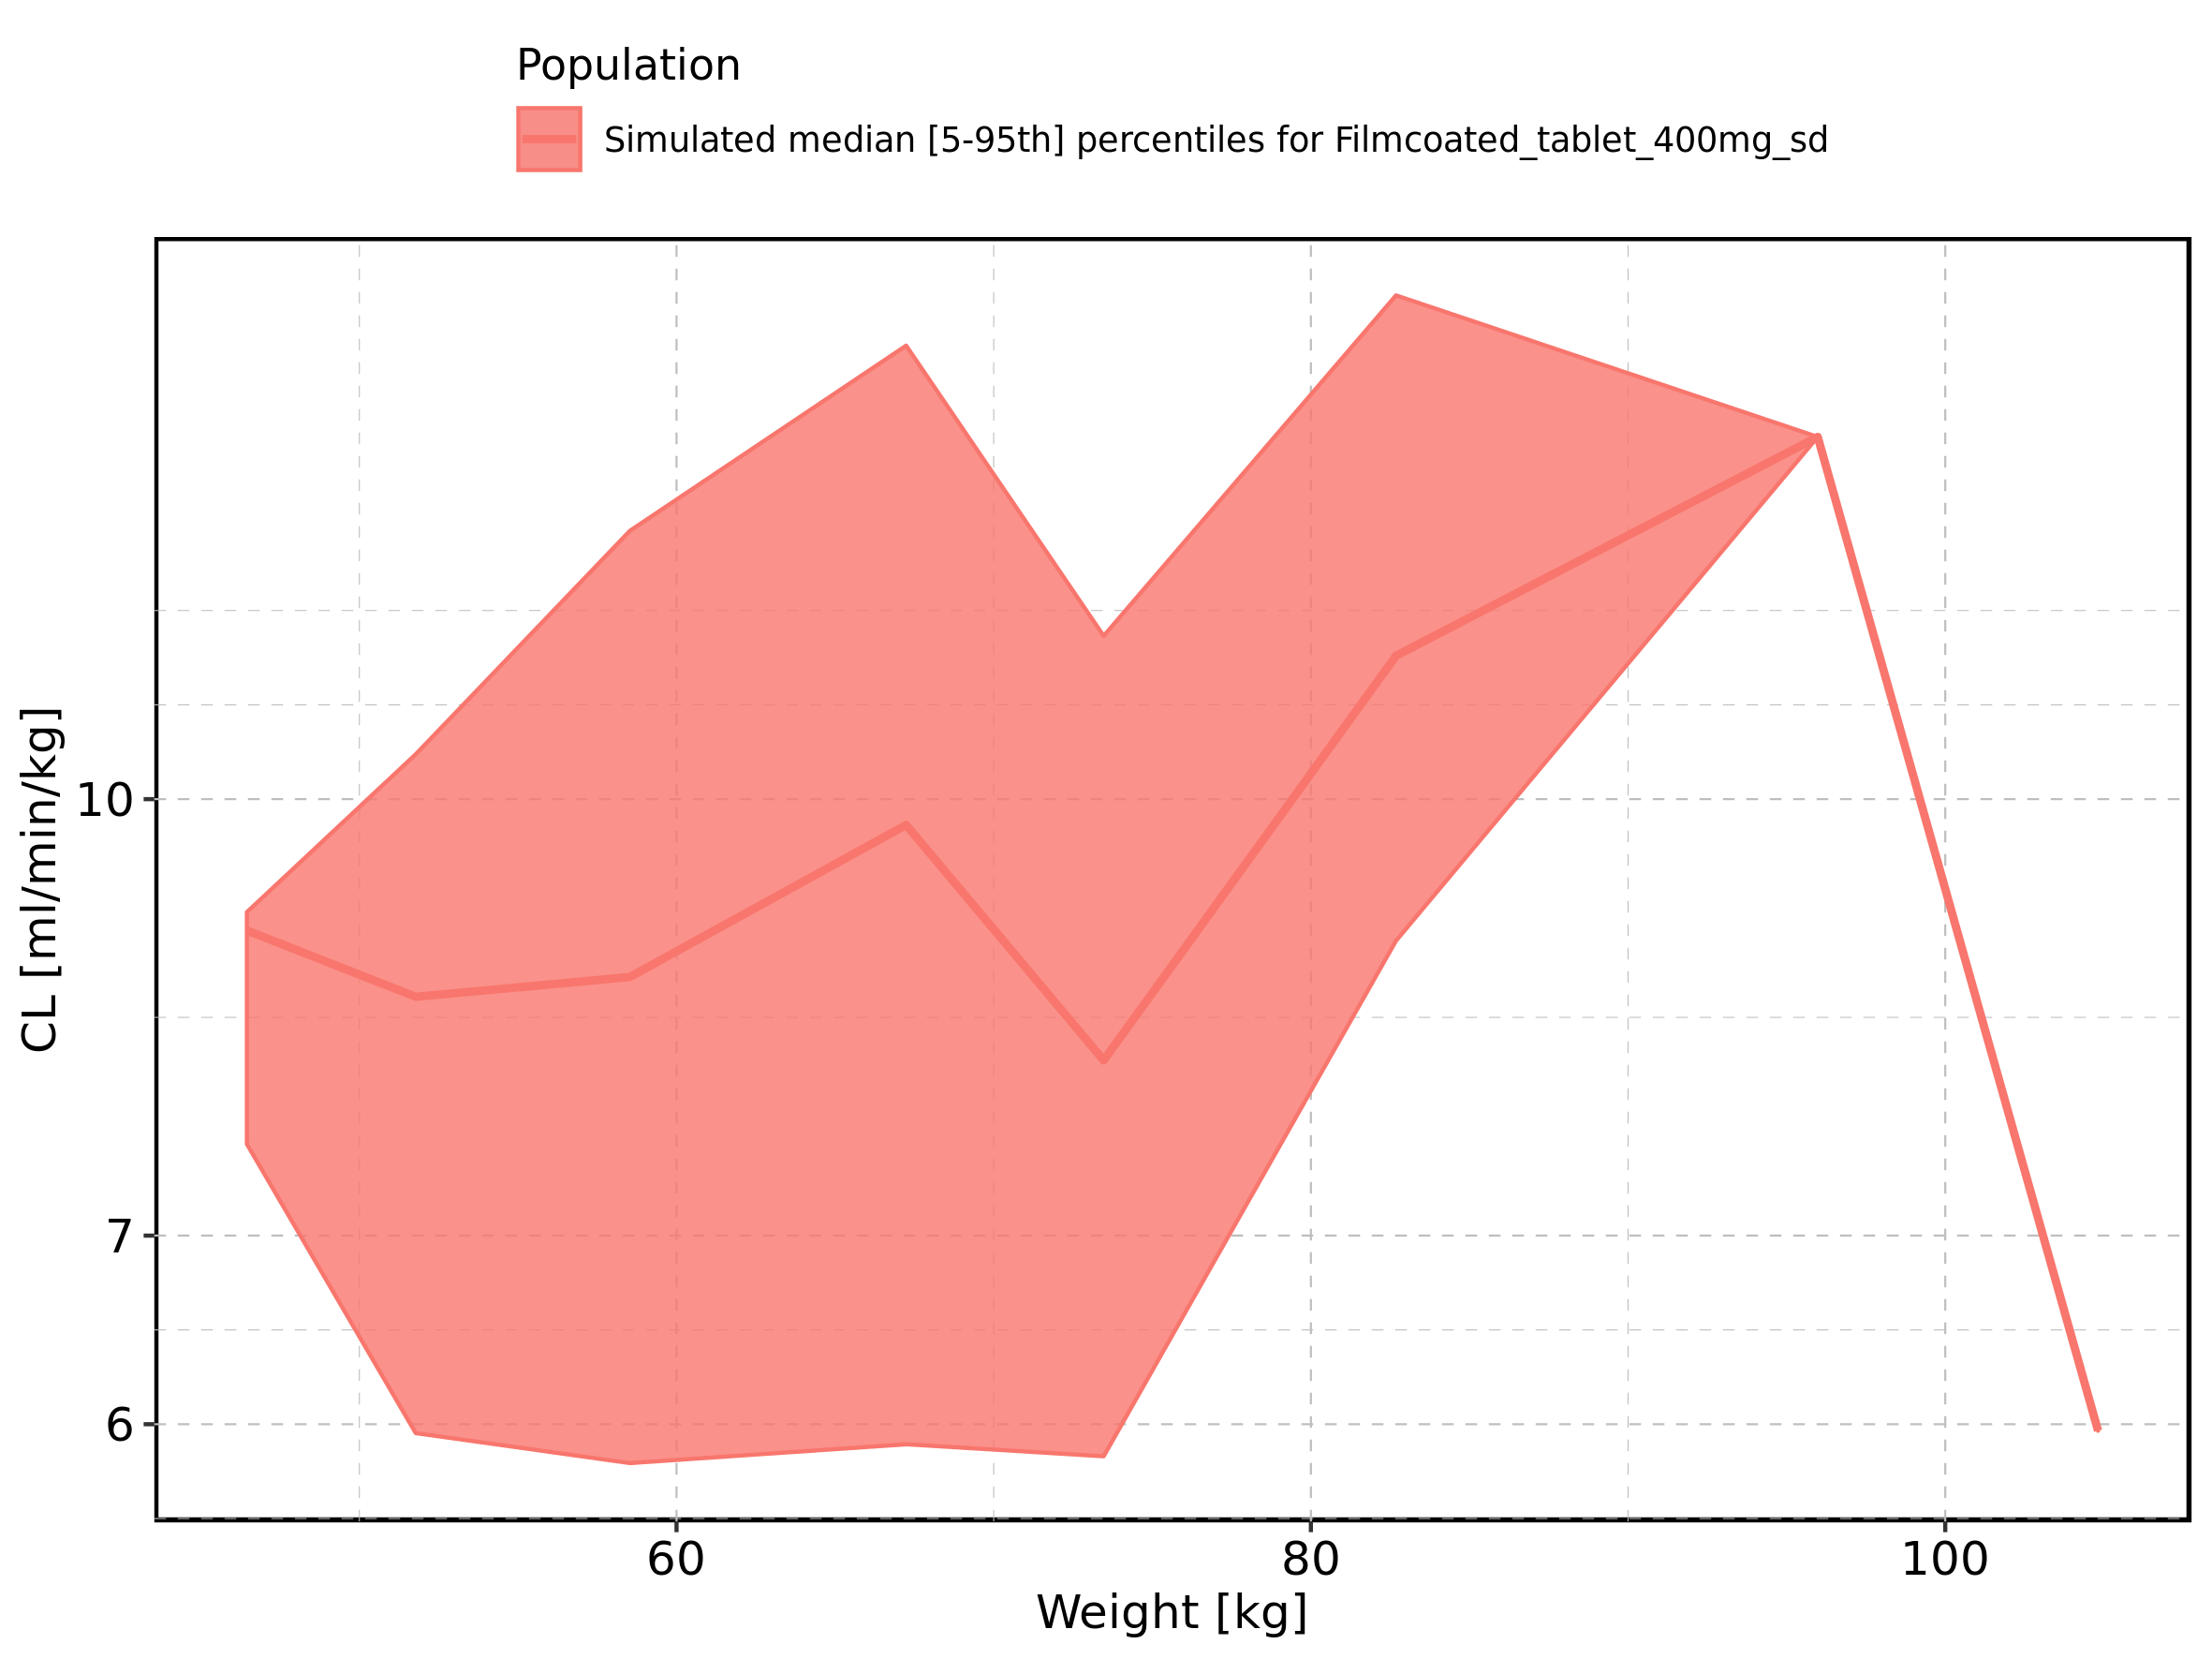 Population
Simulated median [5-95th] percentiles for Filmcoated_tablet_400mg_sd
CL [ml/min/kg]
10
7
6
60 80 100
Weight [kg]